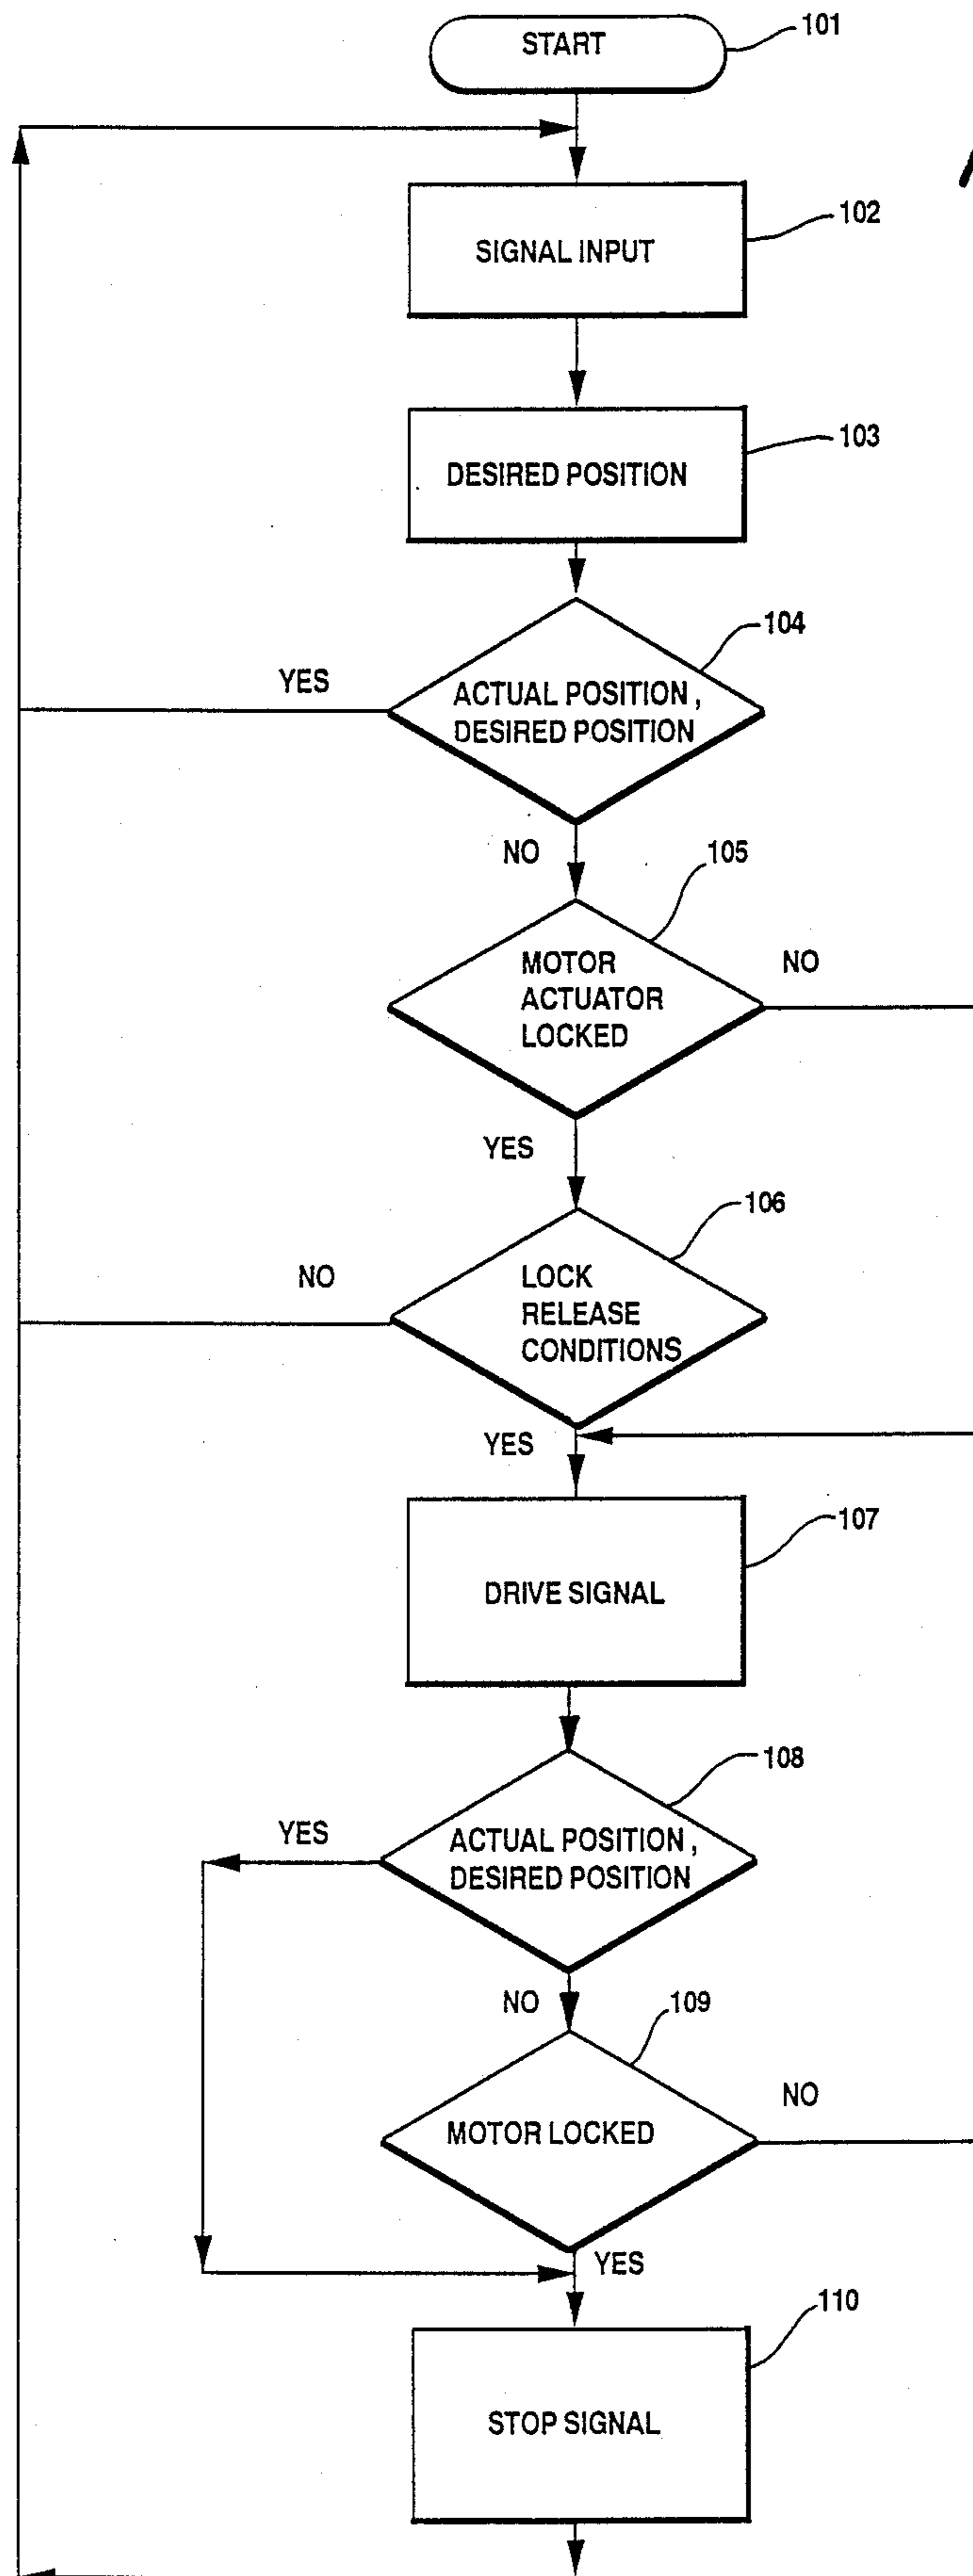 START
101
SIGNAL INPUT
102
DESIRED POSITION
103
104
YES
ACTUAL POSITION ,
DESIRED POSITION
NO
105
MOTOR
ACTUATOR
LOCKED
NO
YES
106
NO
LOCK
RELEASE
CONDITIONS
YES
107
DRIVE SIGNAL
108
YES
ACTUAL POSITION ,
DESIRED POSITION
NO
109
MOTOR LOCKED
NO
YES
110
STOP SIGNAL